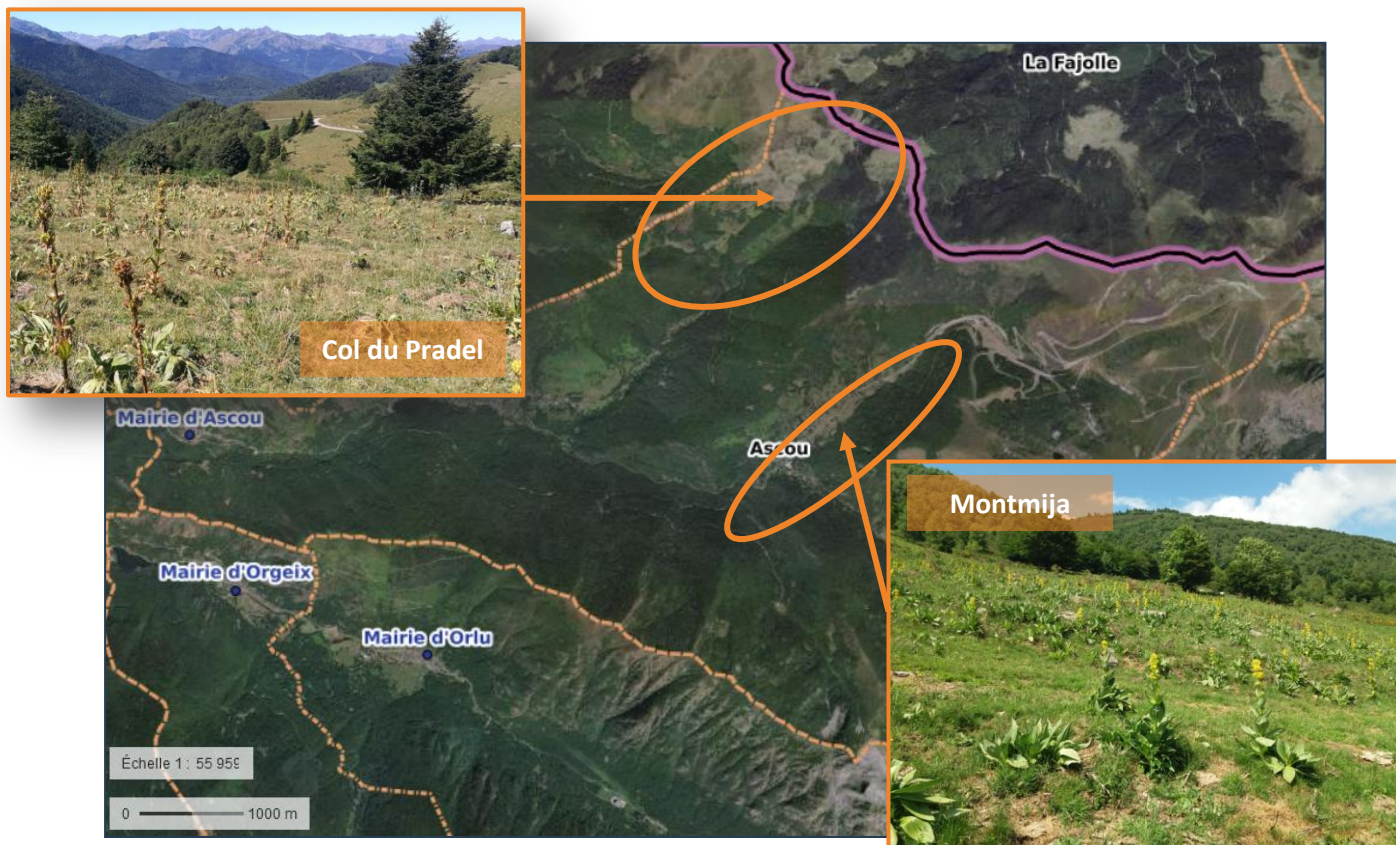 La Fajolle
Col du Pradel
Mairie d'Ascou
Ascou
Montmija
Mairie d'Orgeix
Mairie d'Orlu
Échelle 1 : 55 959
0 1000 m